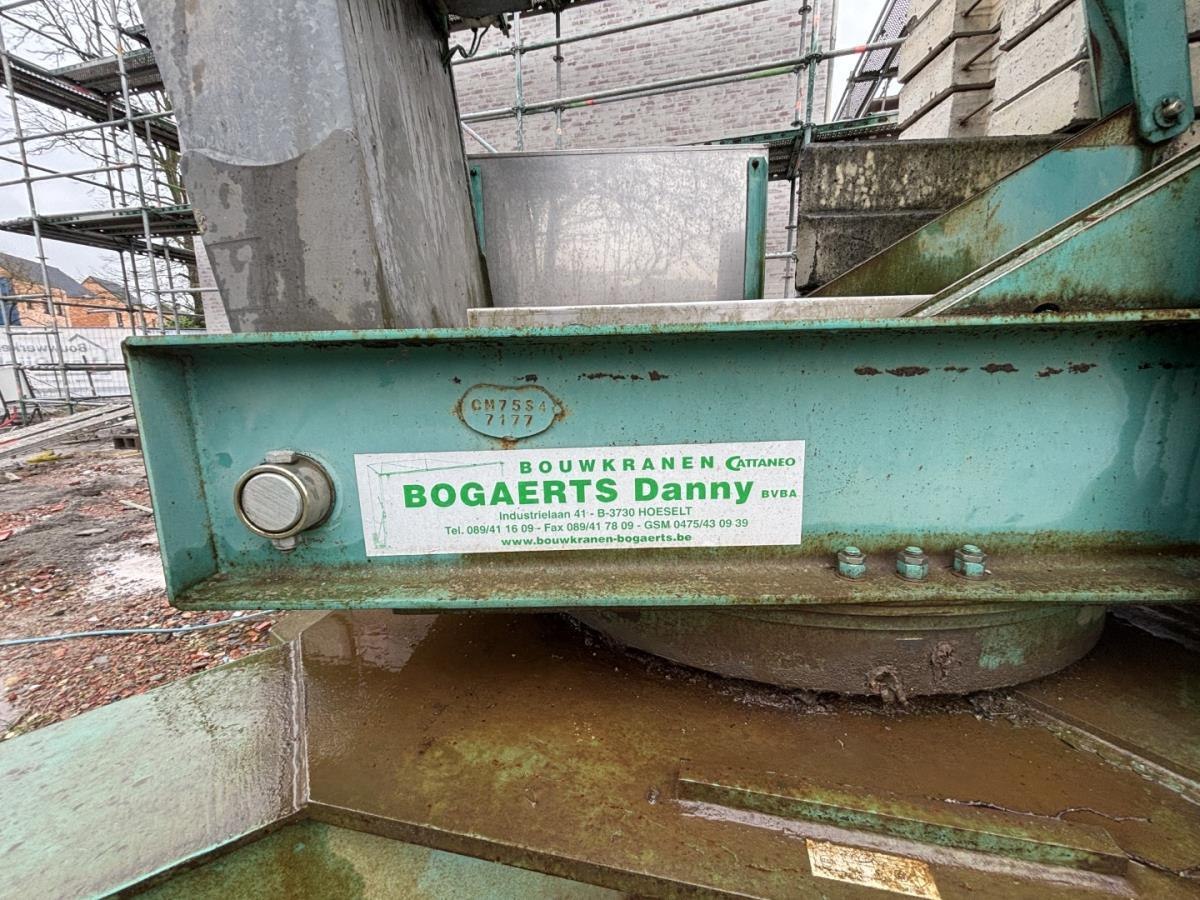 CM75S4
7177
BOUWKRANEN CATTANEO
BOGAERTS Danny BVBA
Industrielaan 41 - B-3730 HOESELT
Tel. 089/41 16 09 - Fax 089/41 78 09 - GSM 0475/43 09 39
www.bouwkranen-bogaerts.be